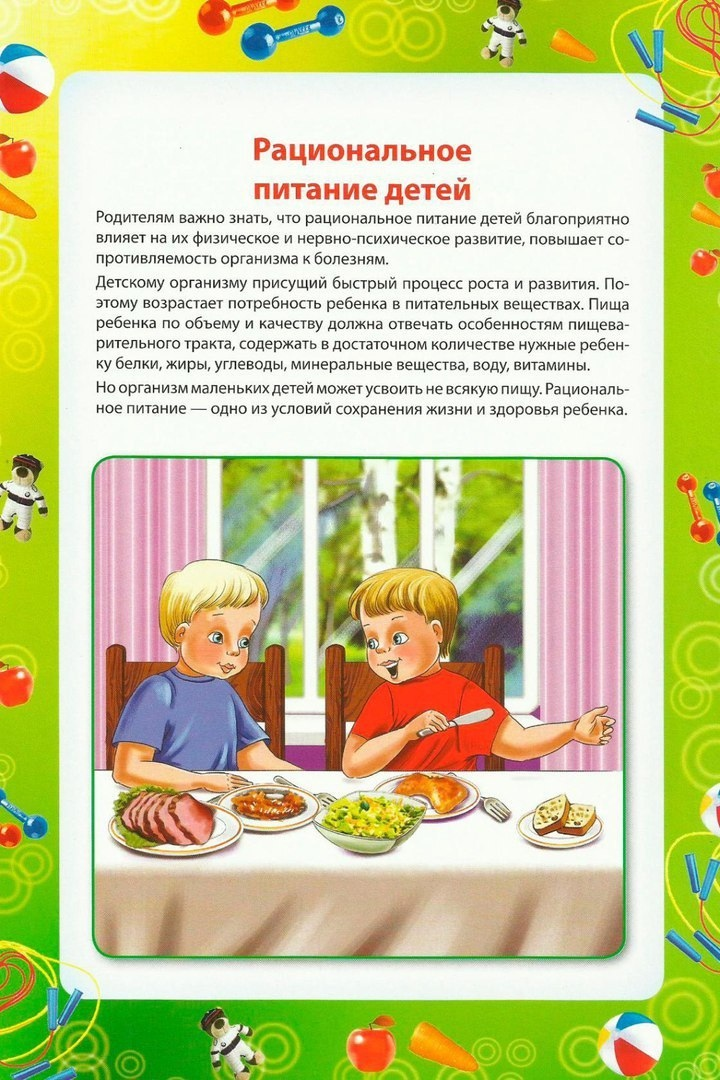 Рациональное
питание детей
Родителям важно знать, что рациональное питание детей благоприятно
влияет на их физическое и нервно-психическое развитие, повышает со-
противляемость организма к болезням.
Детскому организму присущий быстрый процесс роста и развития. По-
этому возрастает потребность ребенка в питательных веществах. Пища
ребенка по объему и качеству должна отвечать особенностям пищева-
рительного тракта, содержать в достаточном количестве нужные ребен-
ку белки, жиры, углеводы, минеральные вещества, воду, витамины.
Но организм маленьких детей может усвоить не всякую пищу. Рациональ-
ное питание — одно из условий сохранения жизни и здоровья ребенка.